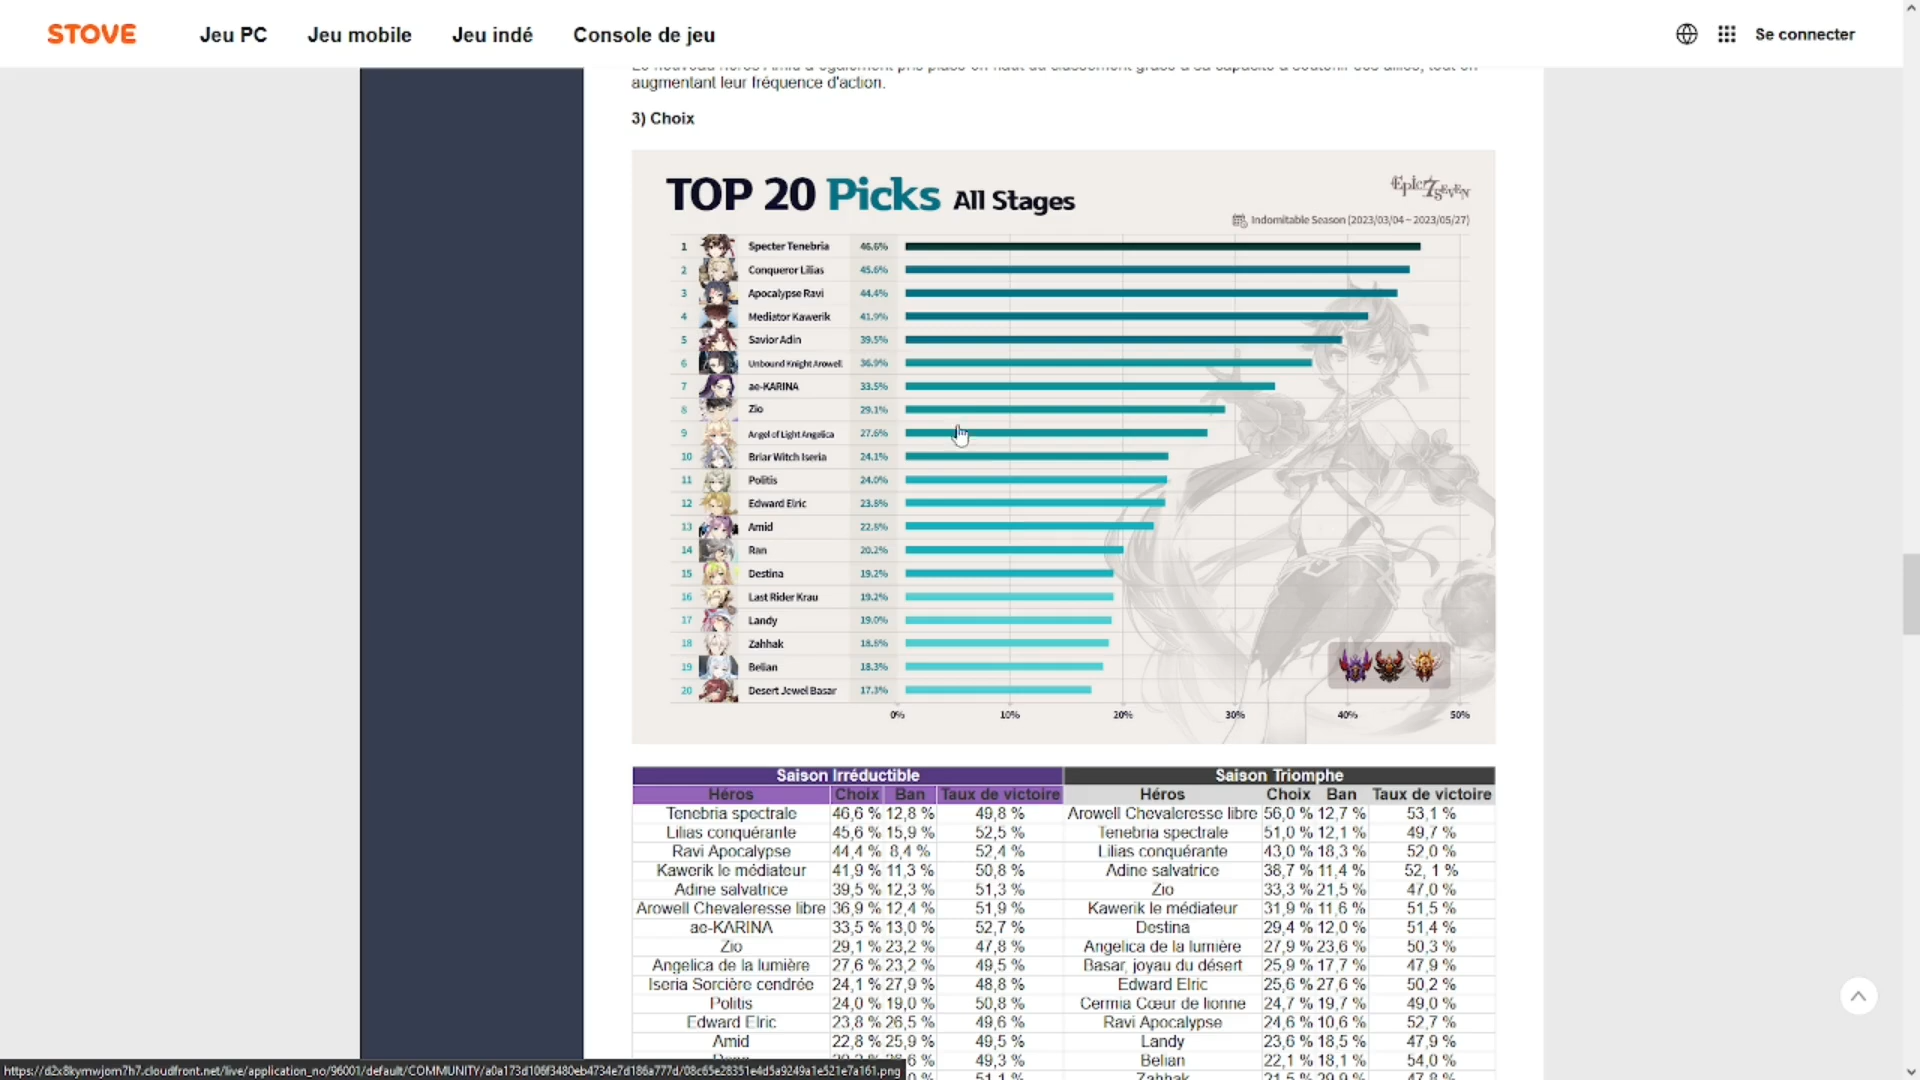 STOVE Jeu PC Jeu mobile Jeu indé Console de jeu Se connecter
augmentant leur fréquence d'action.
3) Choix
TOP 20 Picks All Stages
Epic Seven
Indomitable Season (2023/03/04 ~ 2023/05/27)
1 Specter Tenebria 46.6%
2 Conqueror Lilias 45.6%
3 Apocalypse Ravi 44.4%
4 Mediator Kawerik 41.9%
5 Savior Adin 39.5%
6 Unbound Knight Arowell 36.9%
7 ae-KARINA 33.5%
8 Zio 29.1%
9 Angel of Light Angelica 27.6%
10 Briar Witch Iseria 24.1%
11 Politis 24.0%
12 Edward Elric 23.8%
13 Amid 22.8%
14 Ran 20.2%
15 Destina 19.2%
16 Last Rider Krau 19.2%
17 Landy 19.0%
18 Zahhak 18.6%
19 Belian 18.3%
20 Desert Jewel Basar 17.3%
0% 10% 20% 30% 40% 50%
Saison Irréductible Saison Triomphe
Héros Choix Ban Taux de victoire Héros Choix Ban Taux de victoire
Tenebria spectrale 46,6 % 12,8 % 49,8 % Arowell Chevaleresse libre 56,0 % 12,7 % 53,1 %
Lilias conquérante 45,6 % 15,9 % 52,5 % Tenebria spectrale 51,0 % 12,1 % 49,7 %
Ravi Apocalypse 44,4 % 8,4 % 52,4 % Lilias conquérante 43,0 % 18,3 % 52,0 %
Kawerik le médiateur 41,9 % 11,3 % 50,8 % Adine salvatrice 38,7 % 11,4 % 52, 1 %
Adine salvatrice 39,5 % 12,3 % 51,3 % Zio 33,3 % 21,5 % 47,0 %
Arowell Chevaleresse libre 36,9 % 12,4 % 51,9 % Kawerik le médiateur 31,9 % 11,6 % 51,5 %
ae-KARINA 33,5 % 13,0 % 52,7 % Destina 29,4 % 12,0 % 51,4 %
Zio 29,1 % 23,2 % 47,8 % Angelica de la lumière 27,9 % 23,6 % 50,3 %
Angelica de la lumière 27,6 % 23,2 % 49,5 % Basar, joyau du désert 25,9 % 17,7 % 47,9 %
Iseria Sorcière cendrée 24,1 % 27,9 % 48,8 % Edward Elric 25,6 % 27,6 % 50,2 %
Politis 24,0 % 19,0 % 50,8 % Cermia Cœur de lionne 24,7 % 19,7 % 49,0 %
Edward Elric 23,8 % 26,5 % 49,6 % Ravi Apocalypse 24,6 % 10,6 % 52,7 %
Amid 22,8 % 25,9 % 49,5 % Landy 23,6 % 18,5 % 47,9 %
49,3 % Belian 22,1 % 18,1 % 54,0 %
Zahhak
https://d2x8kymwjom7h7.cloudfront.net/live/application_no/96001/default/COMMUNITY/a0a173d106f3480eb4734e7d186a777d/08c65e28351e4d5a9249a1e521e7a161.png